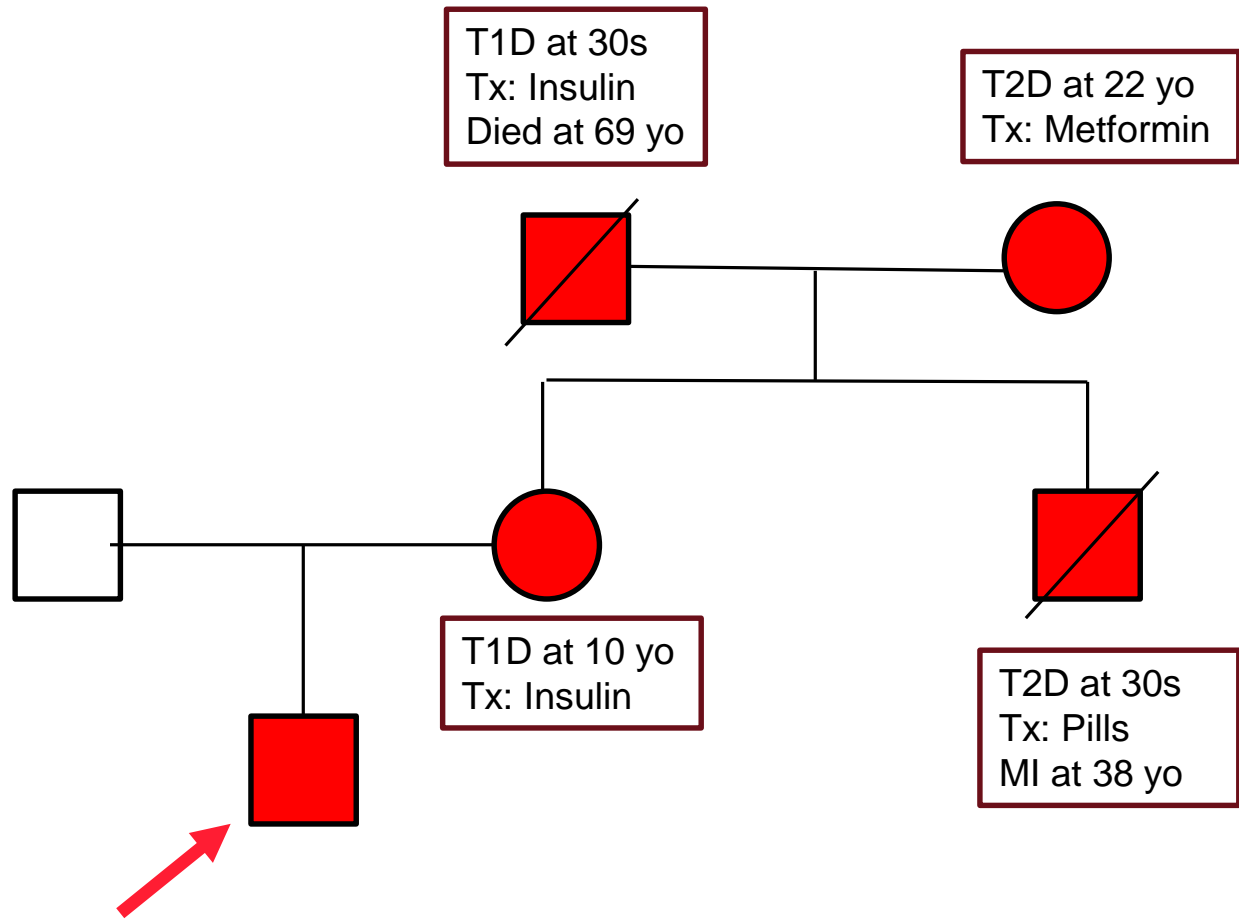 T1D at 30s
Tx: Insulin
Died at 69 yo
T2D at 22 yo
Tx: Metformin
T1D at 10 yo
Tx: Insulin
T2D at 30s
Tx: Pills
MI at 38 yo